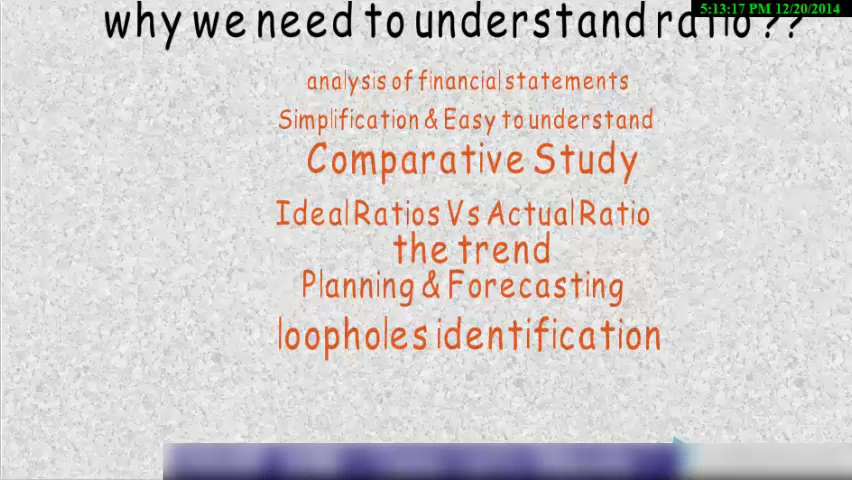 why we need to understand ratio ??
5:13:17 PM 12/20/2014
analysis of financial statements
Simplification & Easy to understand
Comparative Study
Ideal Ratios Vs Actual Ratio
the trend
Planning & Forecasting
loopholes identification